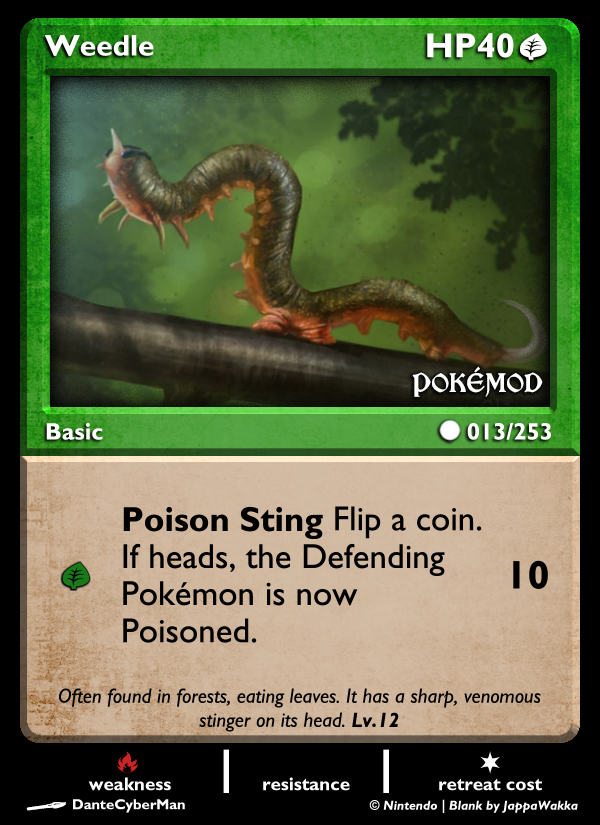 Weedle HP40
POKÉMOD
Basic 013/253
Poison Sting Flip a coin.
If heads, the Defending
Pokémon is now
Poisoned.
10
Often found in forests, eating leaves. It has a sharp, venomous
stinger on its head. Lv.12
weakness resistance retreat cost
DanteCyberMan © Nintendo | Blank by JappaWakka